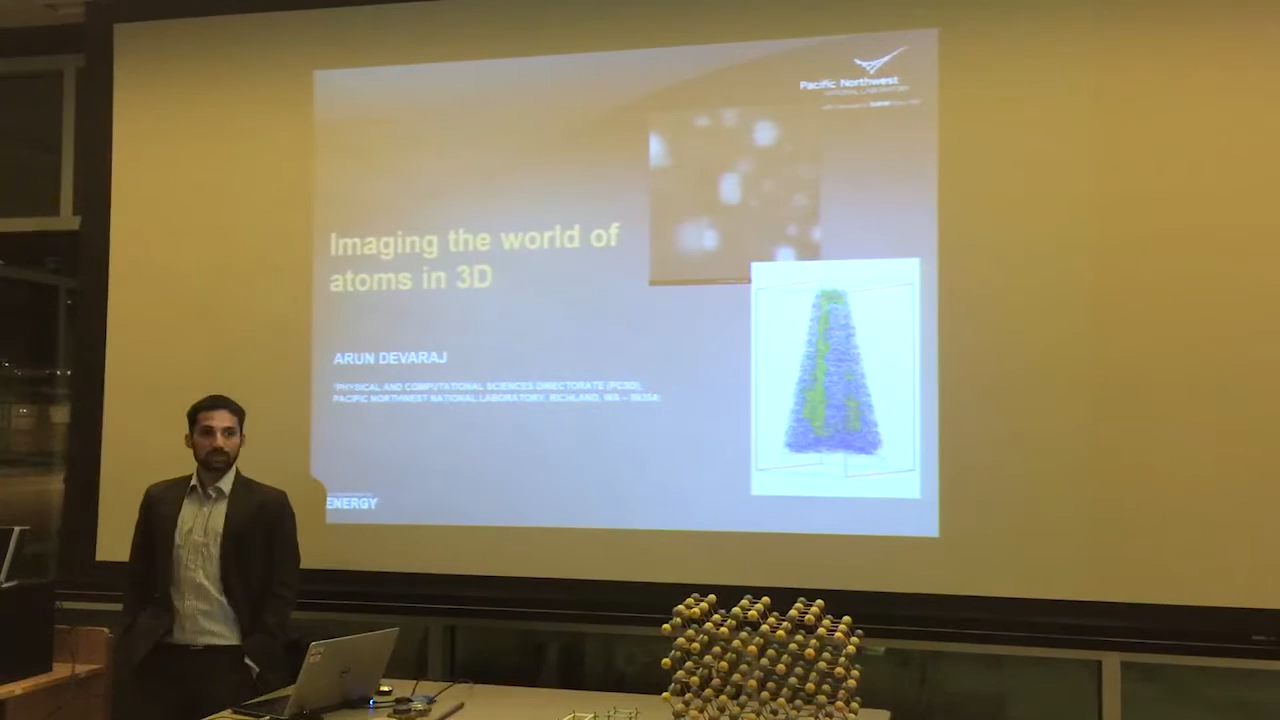 Pacific Northwest
NATIONAL LABORATORY
Imaging the world of
atoms in 3D
ARUN DEVARAJ
PHYSICAL AND COMPUTATIONAL SCIENCES DIRECTORATE (PCSD),
PACIFIC NORTHWEST NATIONAL LABORATORY, RICHLAND, WA – 99354;
ENERGY